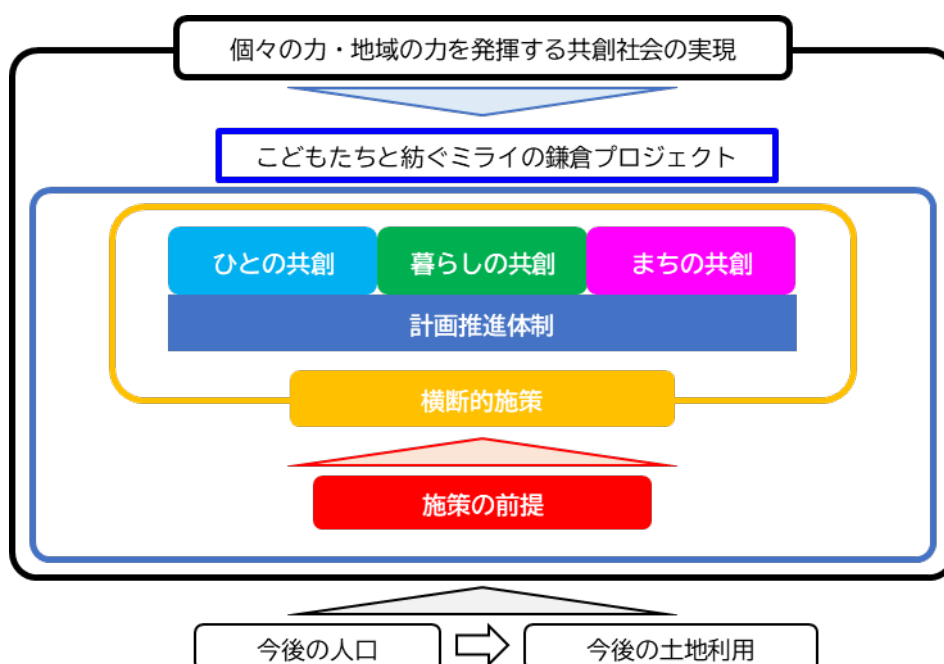 個々の力・地域の力を発揮する共創社会の実現
こどもたちと紡ぐミライの鎌倉プロジェクト
ひとの共創
暮らしの共創
まちの共創
計画推進体制
横断的施策
施策の前提
今後の人口
今後の土地利用